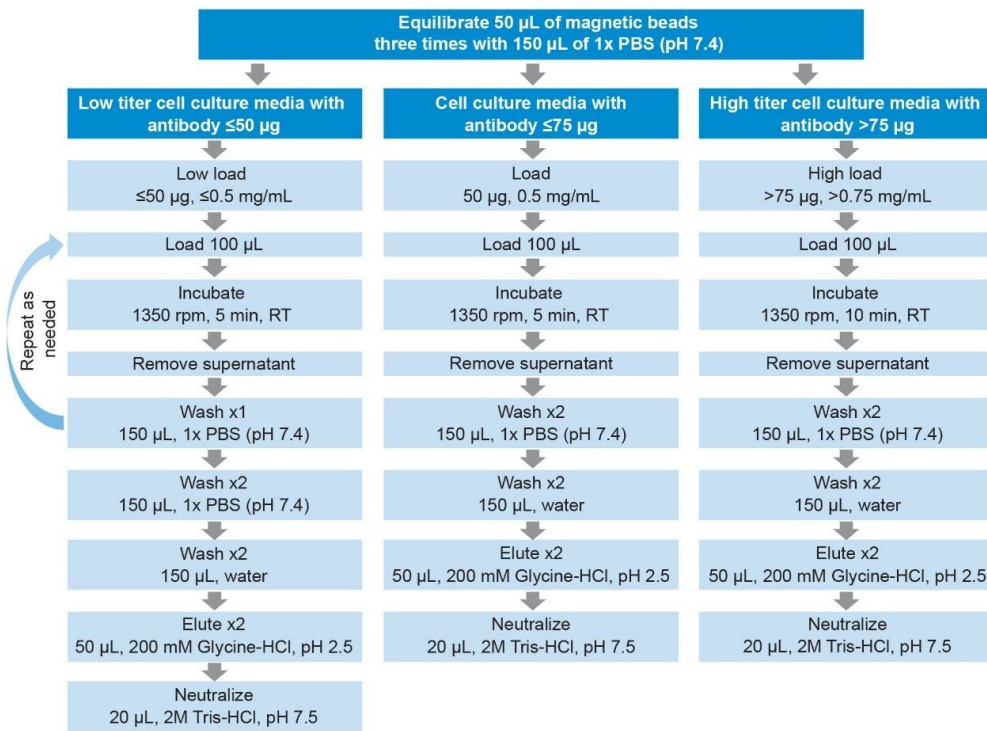 Equilibrate 50 µL of magnetic beads
three times with 150 µL of 1x PBS (pH 7.4)
Low titer cell culture media with
antibody ≤50 µg
Low load
≤50 µg, ≤0.5 mg/mL
Load 100 µL
Incubate
1350 rpm, 5 min, RT
Remove supernatant
Wash x1
150 µL, 1x PBS (pH 7.4)
Wash x2
150 µL, 1x PBS (pH 7.4)
Wash x2
150 µL, water
Elute x2
50 µL, 200 mM Glycine-HCl, pH 2.5
Neutralize
20 µL, 2M Tris-HCl, pH 7.5
Repeat as
needed
Cell culture media with
antibody ≤75 µg
Load
50 µg, 0.5 mg/mL
Load 100 µL
Incubate
1350 rpm, 5 min, RT
Remove supernatant
Wash x2
150 µL, 1x PBS (pH 7.4)
Wash x2
150 µL, water
Elute x2
50 µL, 200 mM Glycine-HCl, pH 2.5
Neutralize
20 µL, 2M Tris-HCl, pH 7.5
High titer cell culture media with
antibody >75 µg
High load
>75 µg, >0.75 mg/mL
Load 100 µL
Incubate
1350 rpm, 10 min, RT
Remove supernatant
Wash x2
150 µL, 1x PBS (pH 7.4)
Wash x2
150 µL, water
Elute x2
50 µL, 200 mM Glycine-HCl, pH 2.5
Neutralize
20 µL, 2M Tris-HCl, pH 7.5